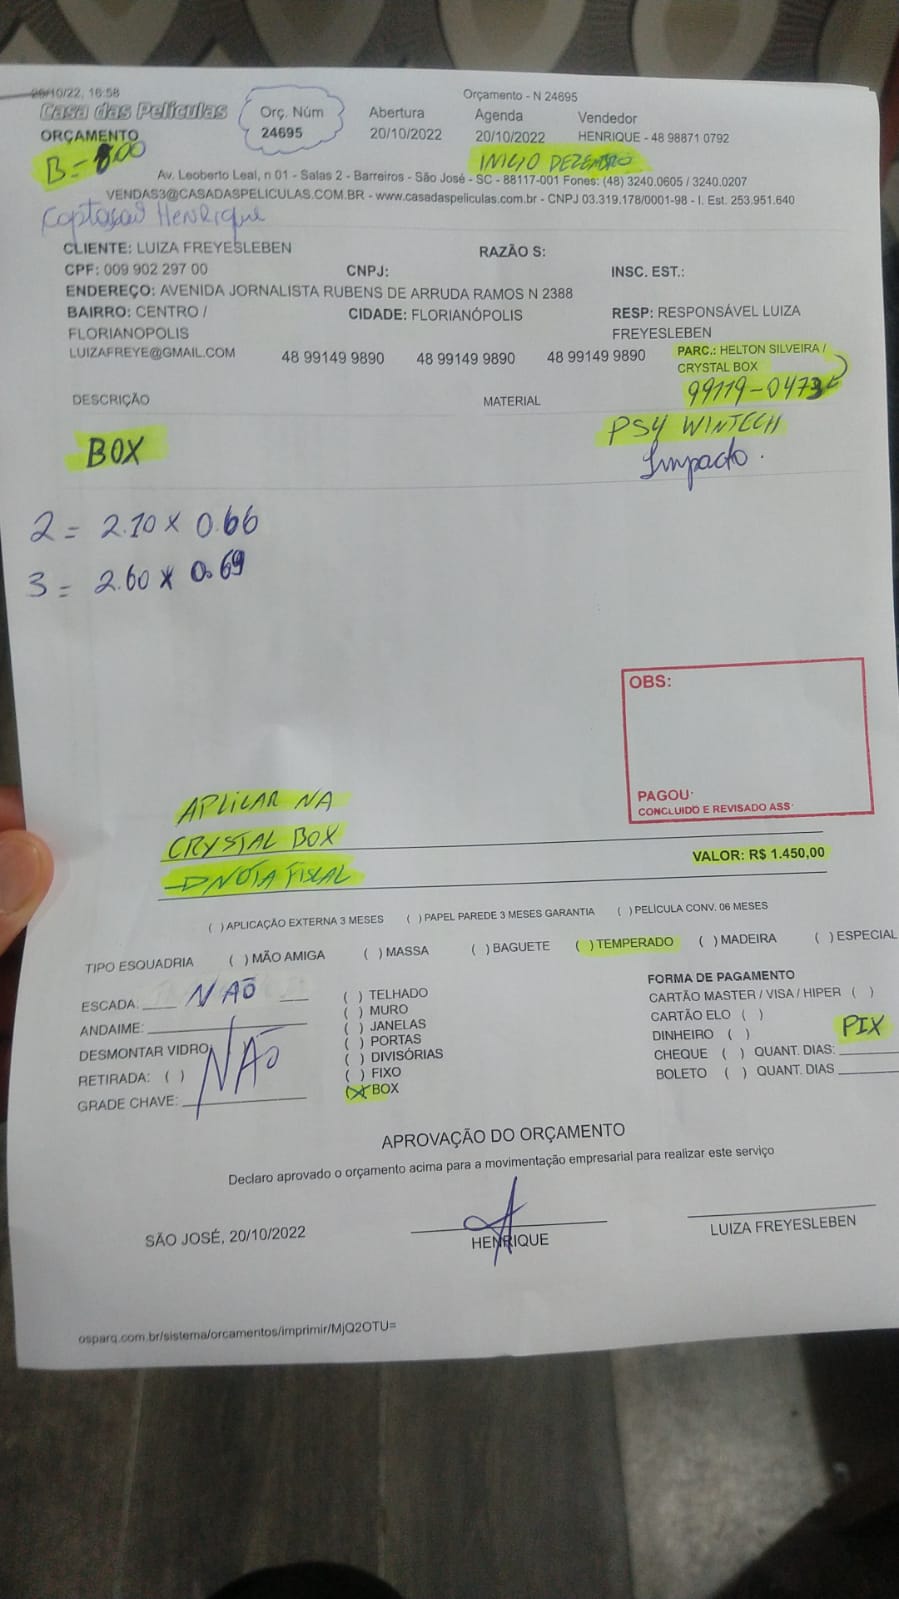 20/10/22, 16:58
Orçamento - N 24695
Casa das Películas
ORÇAMENTO
Orç. Núm
24695
Abertura
20/10/2022
Agenda
20/10/2022
Vendedor
HENRIQUE - 48 98871 0792
INICIO DEZEMBRO
Av. Leoberto Leal, n 01 - Salas 2 - Barreiros - São José - SC - 88117-001 Fones: (48) 3240.0605 / 3240.0207
VENDAS3@CASADASPELICULAS.COM.BR - www.casadaspeliculas.com.br - CNPJ 03.319.178/0001-98 - I. Est. 253.951.640
Captação Henrique
CLIENTE: LUIZA FREYESLEBEN
RAZÃO S:
CPF: 009 902 297 00
CNPJ:
INSC. EST.:
ENDEREÇO: AVENIDA JORNALISTA RUBENS DE ARRUDA RAMOS N 2388
BAIRRO: CENTRO /
FLORIANOPOLIS
CIDADE: FLORIANÓPOLIS
RESP: RESPONSÁVEL LUIZA
FREYESLEBEN
LUIZAFREYE@GMAIL.COM
48 99149 9890
48 99149 9890
48 99149 9890
PARC.: HELTON SILVEIRA /
CRYSTAL BOX
DESCRIÇÃO
MATERIAL
BOX
PSY WINTECH
Impacto.
2 = 2.10 x 0.66
3 = 2.60 x 0.69
OBS:
PAGOU:
CONCLUIDO E REVISADO ASS:
APLICAR NA
CRYSTAL BOX
NOTA FISCAL
VALOR: R$ 1.450,00
( ) APLICAÇÃO EXTERNA 3 MESES ( ) PAPEL PAREDE 3 MESES GARANTIA ( ) PELÍCULA CONV. 06 MESES
TIPO ESQUADRIA ( ) MÃO AMIGA ( ) MASSA ( ) BAGUETE ( ) TEMPERADO ( ) MADEIRA ( ) ESPECIAL
ESCADA: NÃO
ANDAIME:
DESMONTAR VIDRO
RETIRADA: ( )
GRADE CHAVE:
NÃO
( ) TELHADO
( ) MURO
( ) JANELAS
( ) PORTAS
( ) DIVISÓRIAS
( ) FIXO
(X) BOX
FORMA DE PAGAMENTO
CARTÃO MASTER / VISA / HIPER ( )
CARTÃO ELO ( )
DINHEIRO ( )
PIX
CHEQUE ( ) QUANT. DIAS:
BOLETO ( ) QUANT. DIAS
APROVAÇÃO DO ORÇAMENTO
Declaro aprovado o orçamento acima para a movimentação empresarial para realizar este serviço
SÃO JOSÉ, 20/10/2022
HENRIQUE
LUIZA FREYESLEBEN
osparq.com.br/sistema/orcamentos/imprimir/MjQ2OTU=